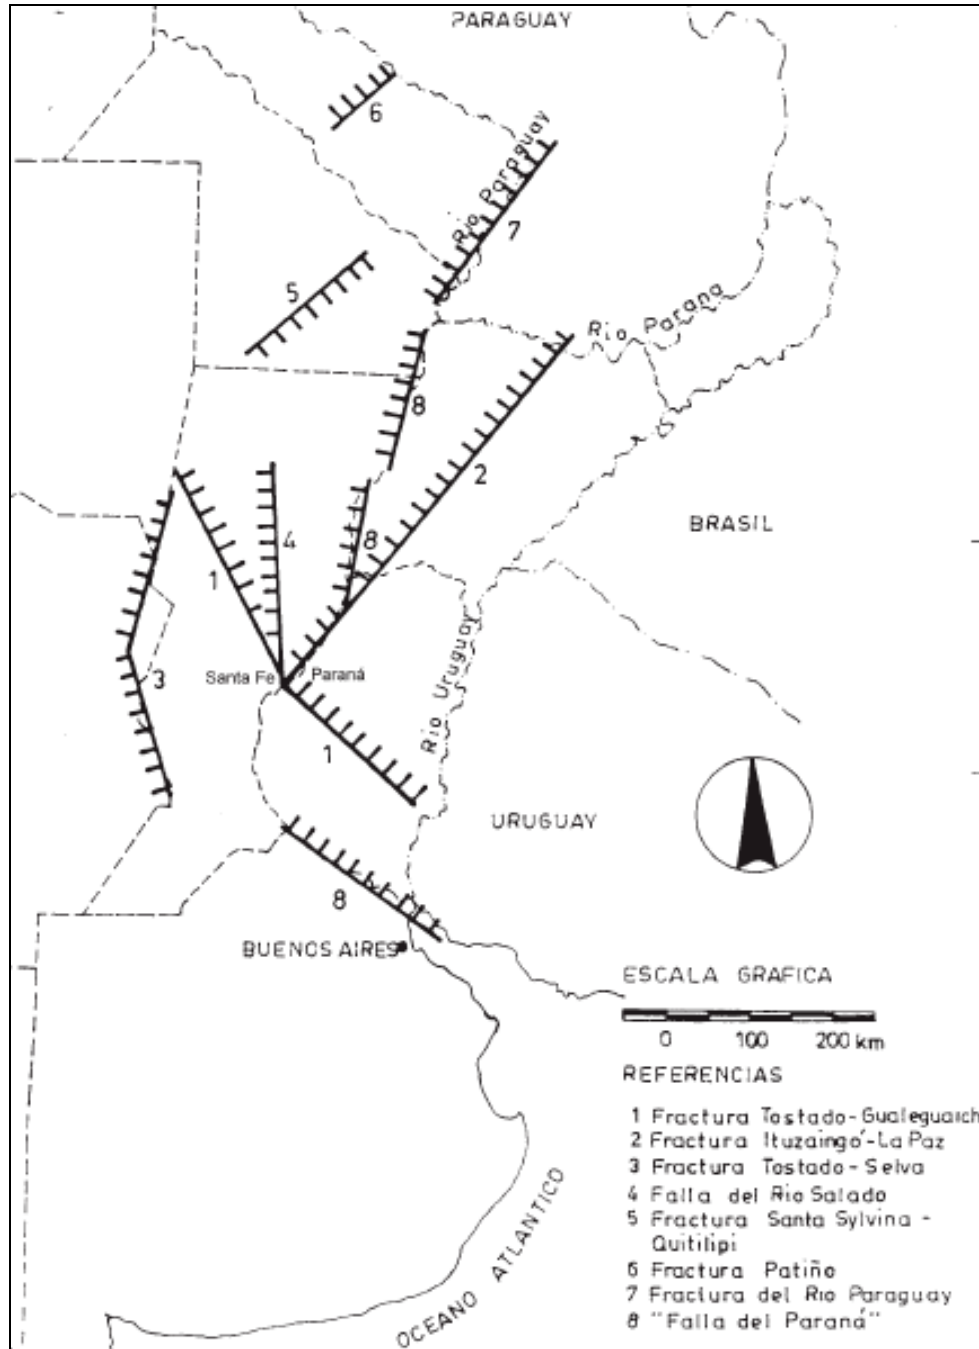 PARAGUAY
6
Rio Paraguay
7
5
Rio Parana
8
2
BRASIL
4
8
1
Rio Uruguay
Santa Fe
Paraná
3
1
URUGUAY
8
BUENOS AIRES
ESCALA GRAFICA
0 100 200 km
REFERENCIAS
1 Fractura Tostado-Gualeguaich
2 Fractura Ituzaingó-La Paz
3 Fractura Tostado-Selva
4 Falla del Rio Salado
5 Fractura Santa Sylvina -
Quitilipi
6 Fractura Patiño
7 Fractura del Rio Paraguay
8 "Falla del Paraná"
OCEANO ATLANTICO